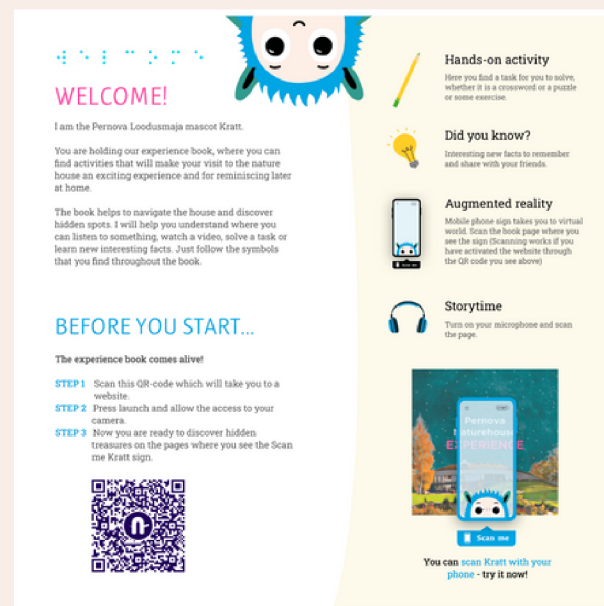 WELCOME!
I am the Pernova Loodusmaja mascot Kratt.
You are holding our experience book, where you can
find activities that will make your visit to the nature
house an exciting experience and for reminiscing later
at home.
The book helps to navigate the house and discover
hidden spots. I will help you understand where you
can listen to something, watch a video, solve a task or
learn new interesting facts. Just follow the symbols
that you find throughout the book.
BEFORE YOU START...
The experience book comes alive!
STEP 1 Scan this QR-code which will take you to a
website.
STEP 2 Press launch and allow the access to your
camera.
STEP 3 Now you are ready to discover hidden
treasures on the pages where you see the Scan
me Kratt sign.
Hands-on activity
Here you find a task for you to solve,
whether it is a crossword or a puzzle
or some exercise.
Did you know?
Interesting new facts to remember
and share with your friends.
Augmented reality
Mobile phone sign takes you to virtual
world. Scan the book page where you
see the sign (Scanning works if you
have activated the website through
the QR code you see above)
SCAN ME
Storytime
Turn on your microphone and scan
the page.
Pernova
Naturehouse
EXPERIENCE
Scan me
You can scan Kratt with your
phone - try it now!